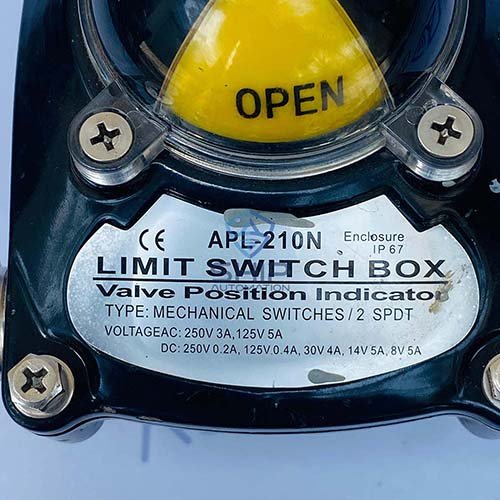 OPEN
CE APL-210N Enclosure
IP 67
LIMIT SWITCH BOX
AUTOMATION
Valve Position Indicator
TYPE: MECHANICAL SWITCHES/2 SPDT
VOLTAGEAC: 250V 3A,125V 5A
DC: 250V 0.2A, 125V 0.4A, 30V 4A, 14V 5A, 8V 5A